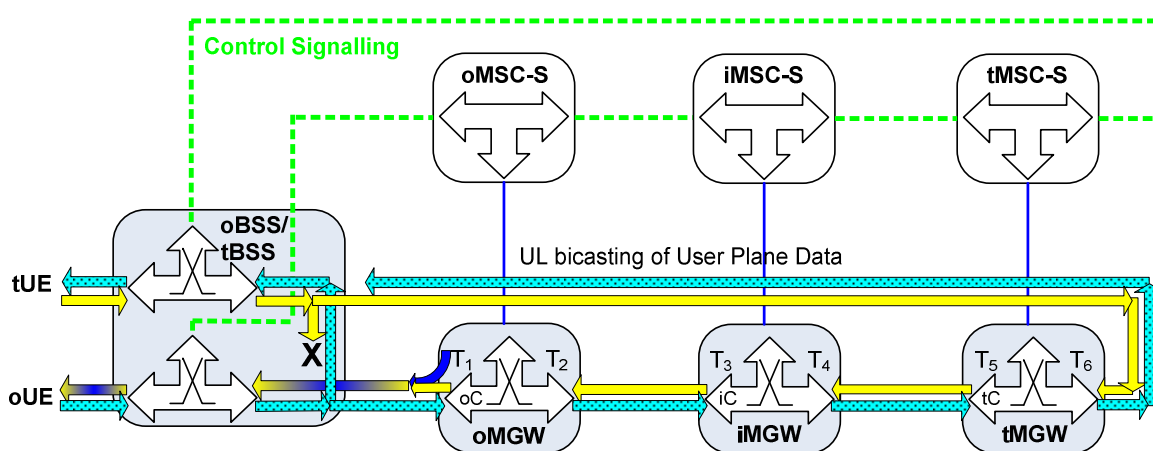 Control Signalling
oMSC-S
iMSC-S
tMSC-S
oBSS/
tBSS
UL bicasting of User Plane Data
tUE
X
T1
T2
T3
T4
T5
T6
oUE
oC
iC
tC
oMGW
iMGW
tMGW